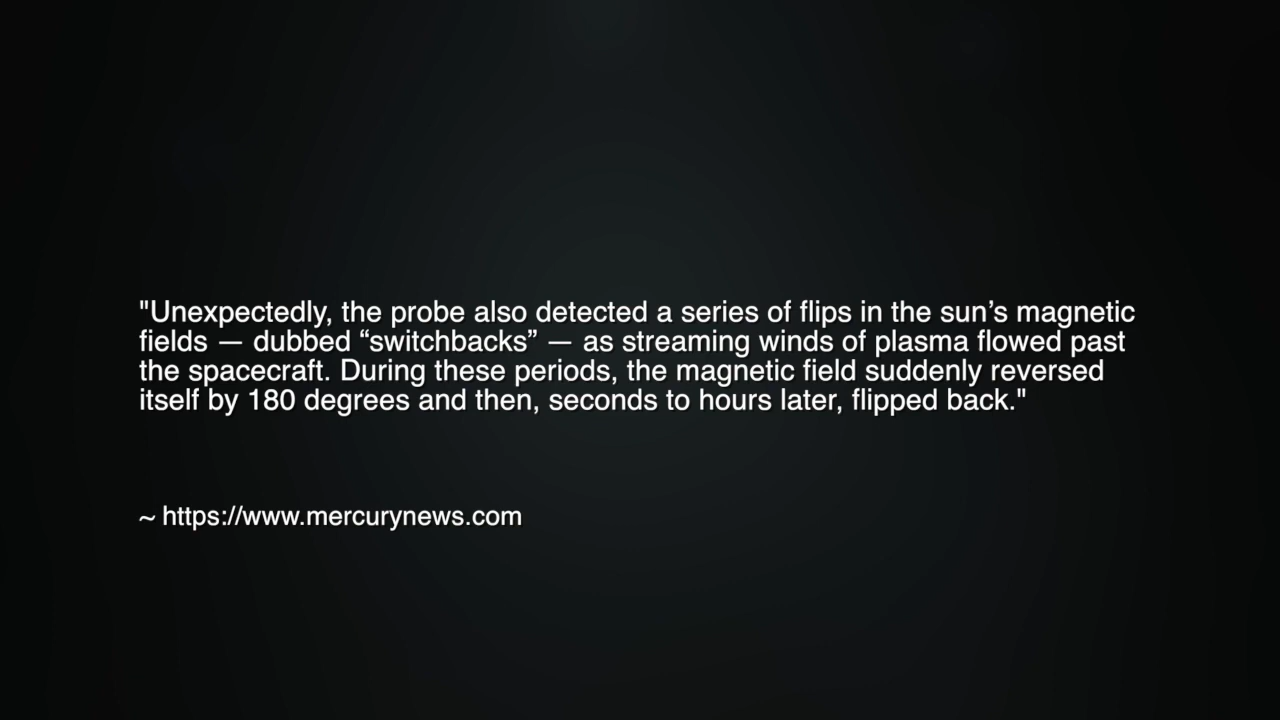 "Unexpectedly, the probe also detected a series of flips in the sun’s magnetic
fields — dubbed “switchbacks” — as streaming winds of plasma flowed past
the spacecraft. During these periods, the magnetic field suddenly reversed
itself by 180 degrees and then, seconds to hours later, flipped back."
~ https://www.mercurynews.com